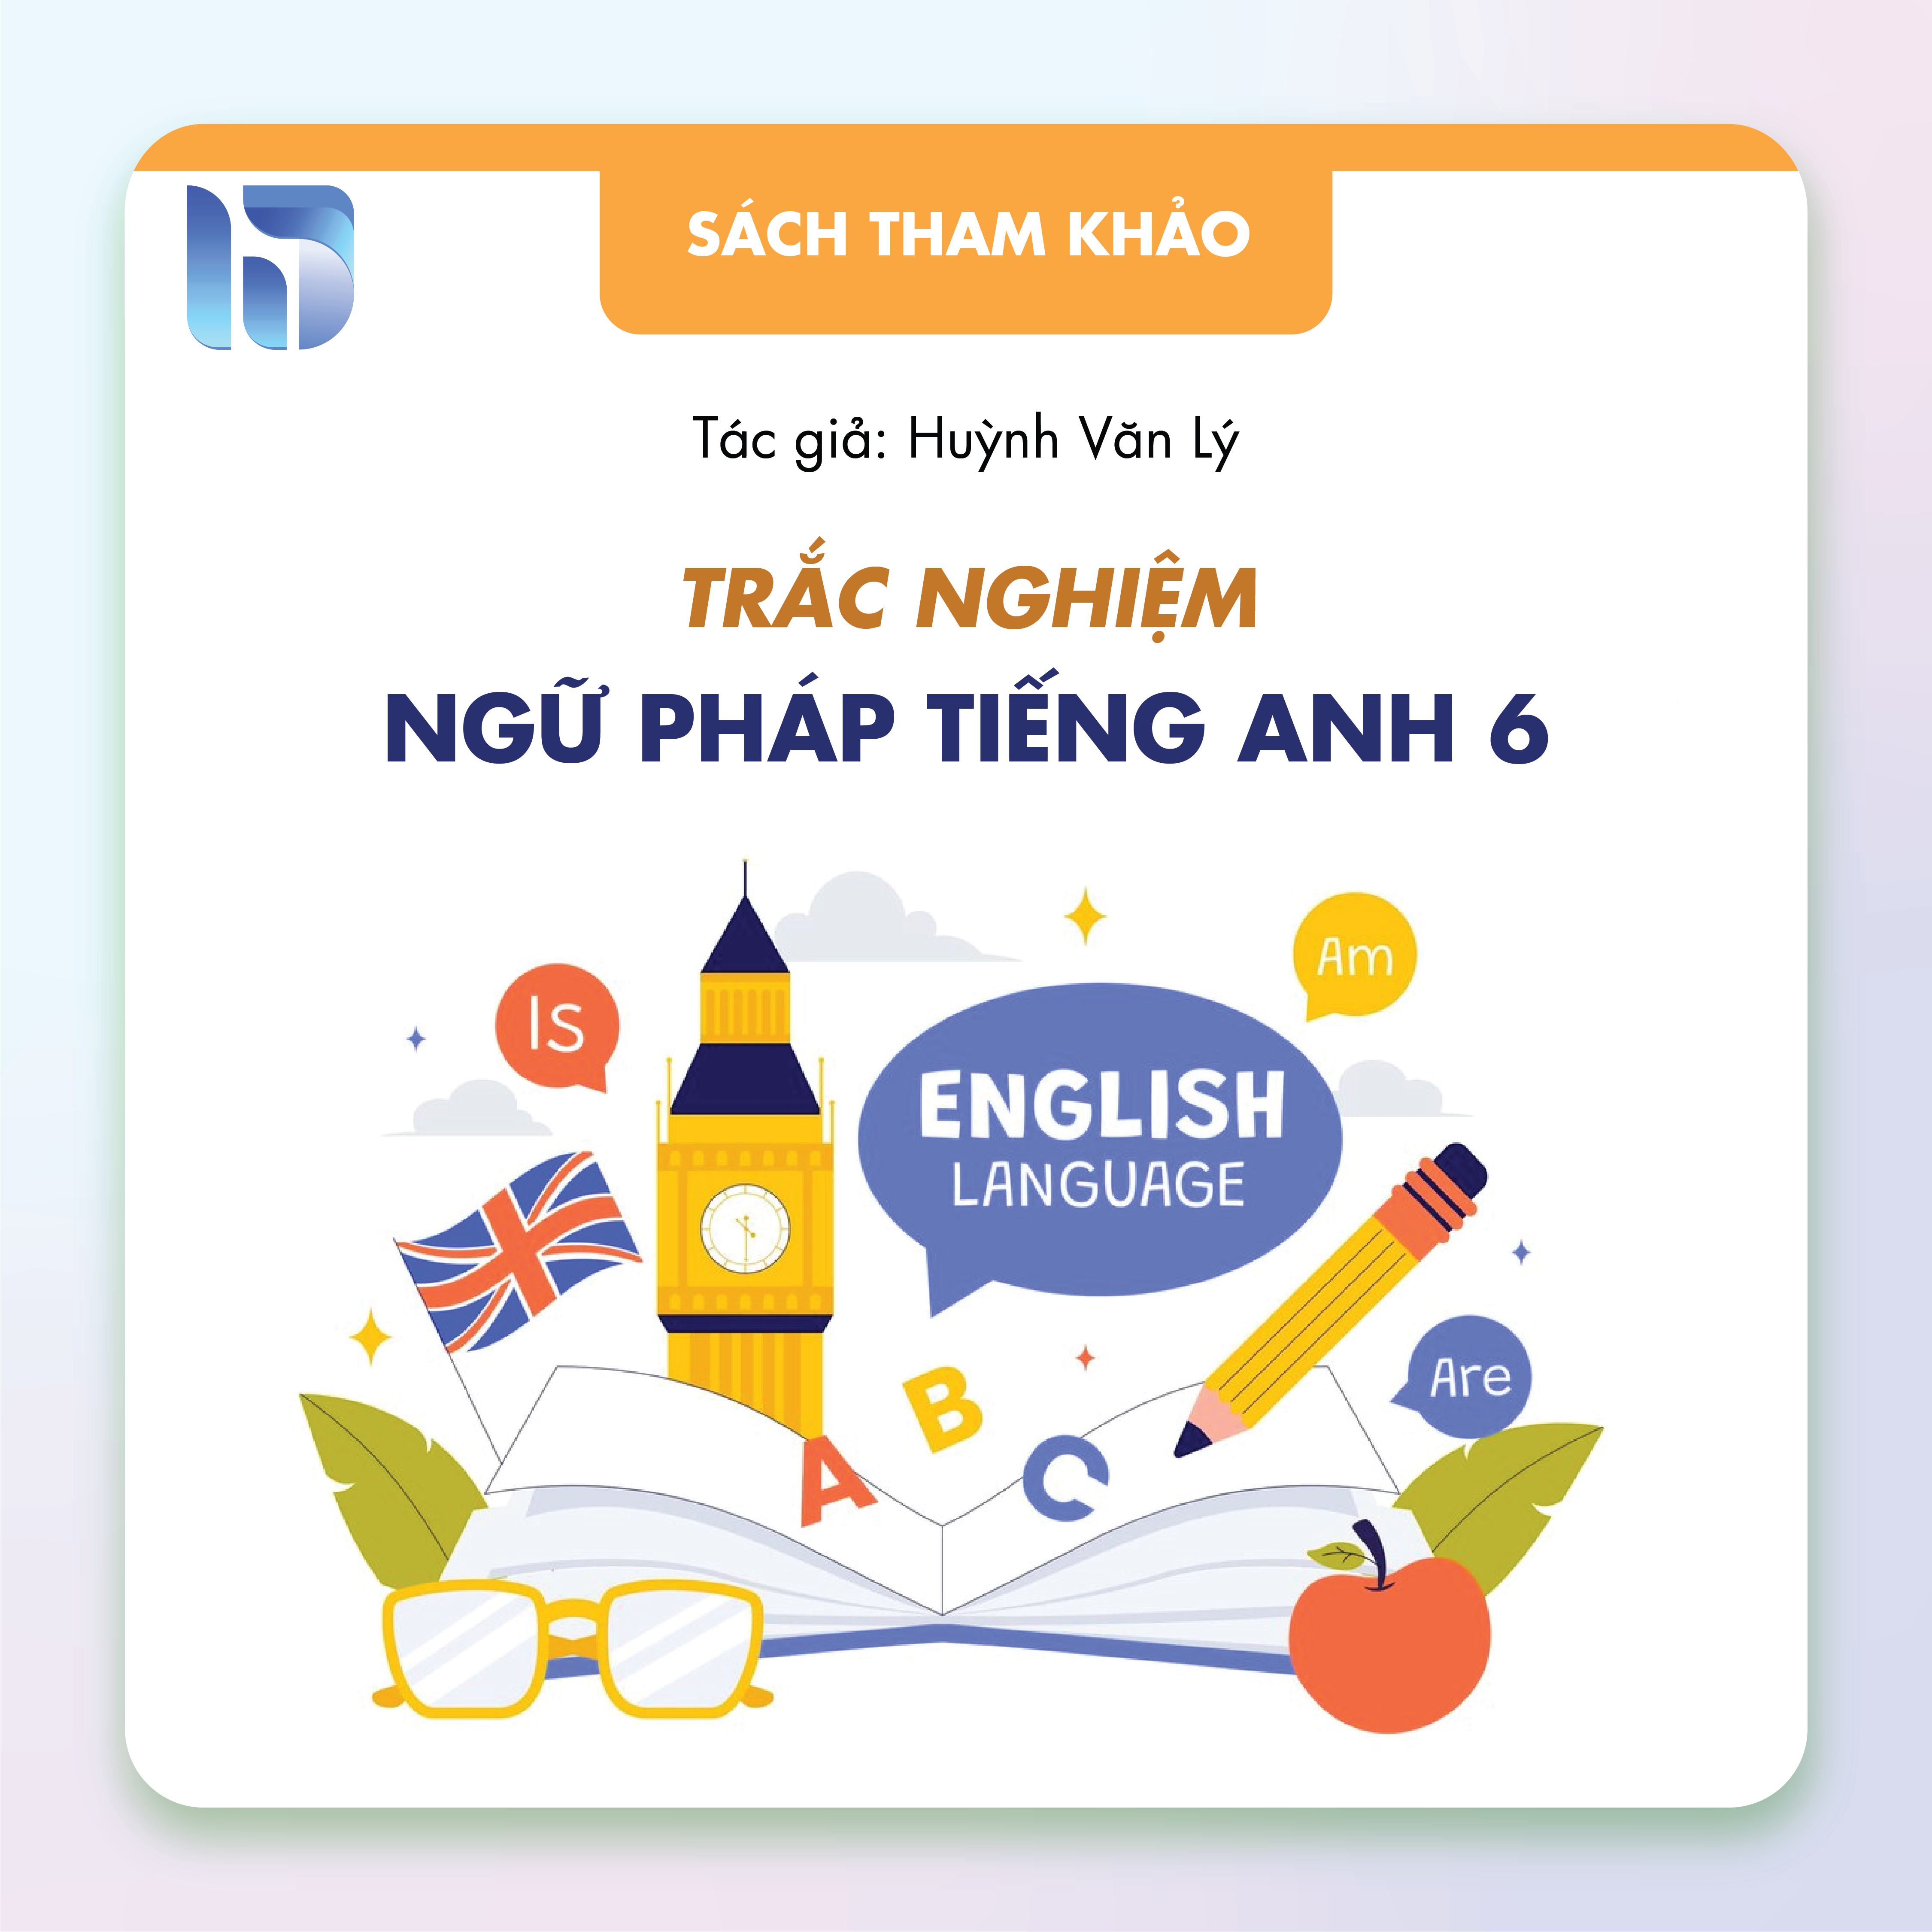 SÁCH THAM KHẢO
Tác giả: Huỳnh Văn Lý
TRẮC NGHIỆM
NGỮ PHÁP TIẾNG ANH 6
Is
Am
ENGLISH
LANGUAGE
Are
A
B
C